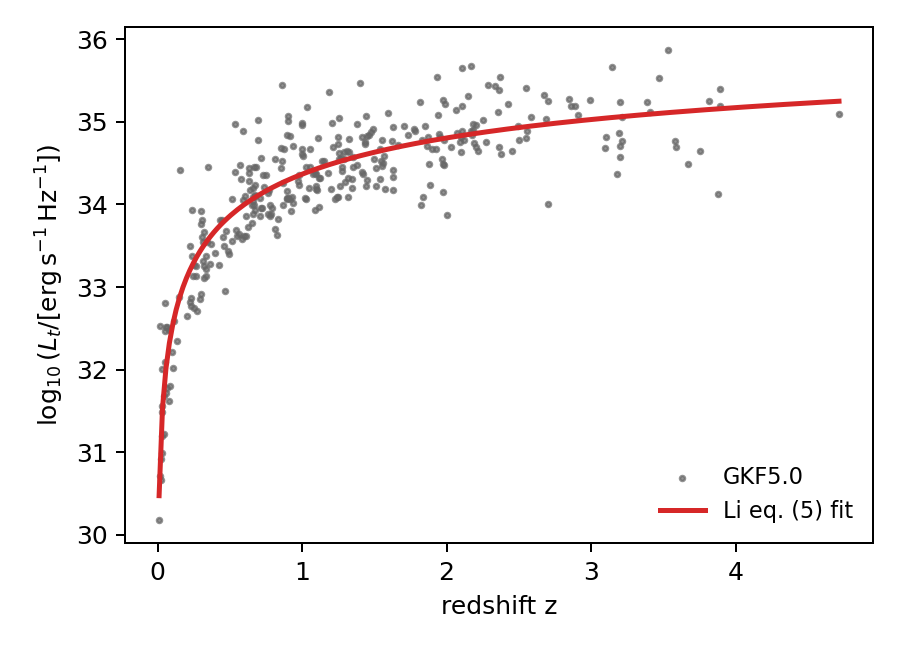 36
35
34
33
32
31
30
log₁₀ (Lₜ/[erg s⁻¹ Hz⁻¹])
GKF5.0
Li eq. (5) fit
0 1 2 3 4
redshift z